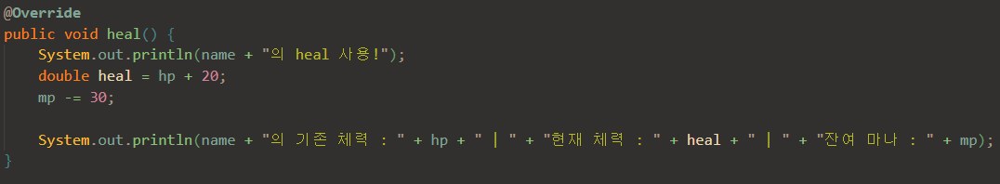 @Override
public void heal() {
System.out.println(name + "의 heal 사용!");
double heal = hp + 20;
mp -= 30;
System.out.println(name + "의 기존 체력 : " + hp + " | " + "현재 체력 : " + heal + " | " + "잔여 마나 : " + mp);
}